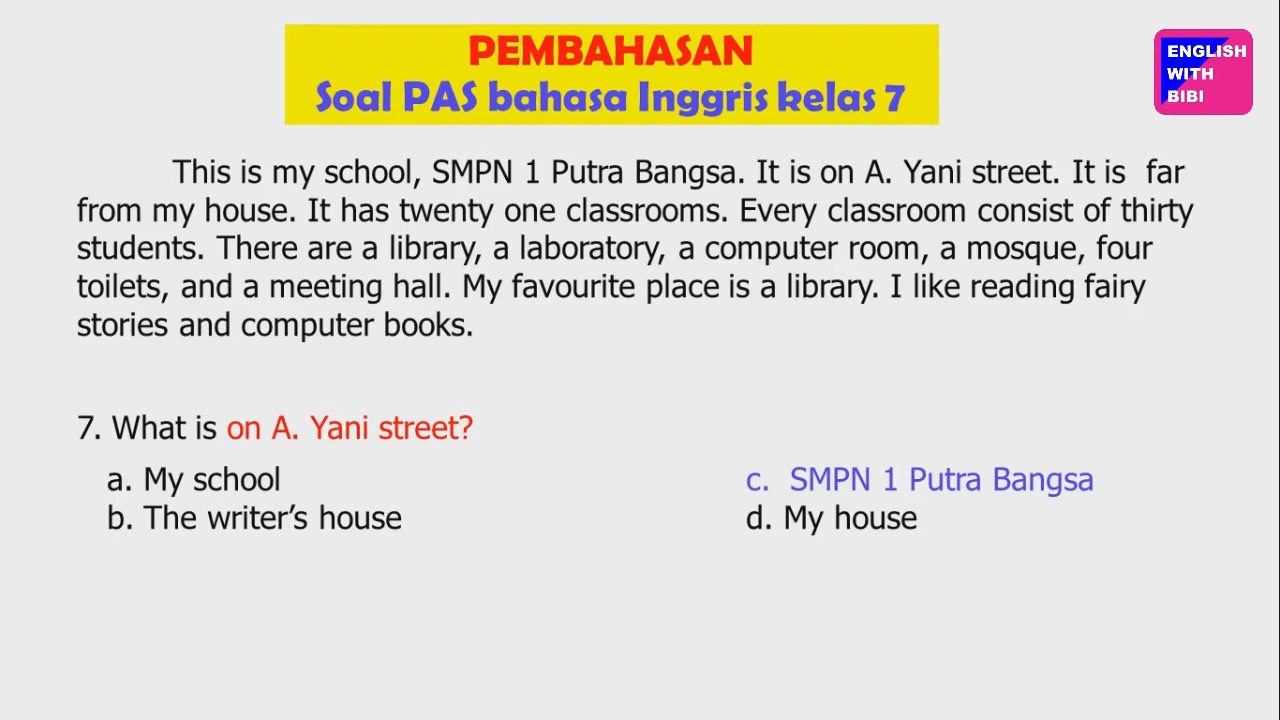 PEMBAHASAN
Soal PAS bahasa Inggris kelas 7
ENGLISH
WITH
BIBI
This is my school, SMPN 1 Putra Bangsa. It is on A. Yani street. It is far
from my house. It has twenty one classrooms. Every classroom consist of thirty
students. There are a library, a laboratory, a computer room, a mosque, four
toilets, and a meeting hall. My favourite place is a library. I like reading fairy
stories and computer books.
7. What is on A. Yani street?
a. My school
b. The writer's house
c. SMPN 1 Putra Bangsa
d. My house